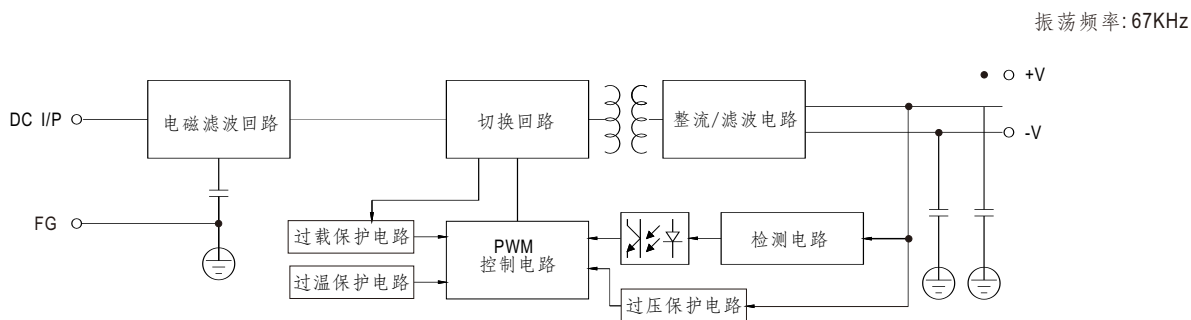 振荡频率: 67KHz
+V
DC I/P
电磁滤波回路
切换回路
整流/滤波电路
-V
FG
过载保护电路
PWM
控制电路
检测电路
过温保护电路
过压保护电路